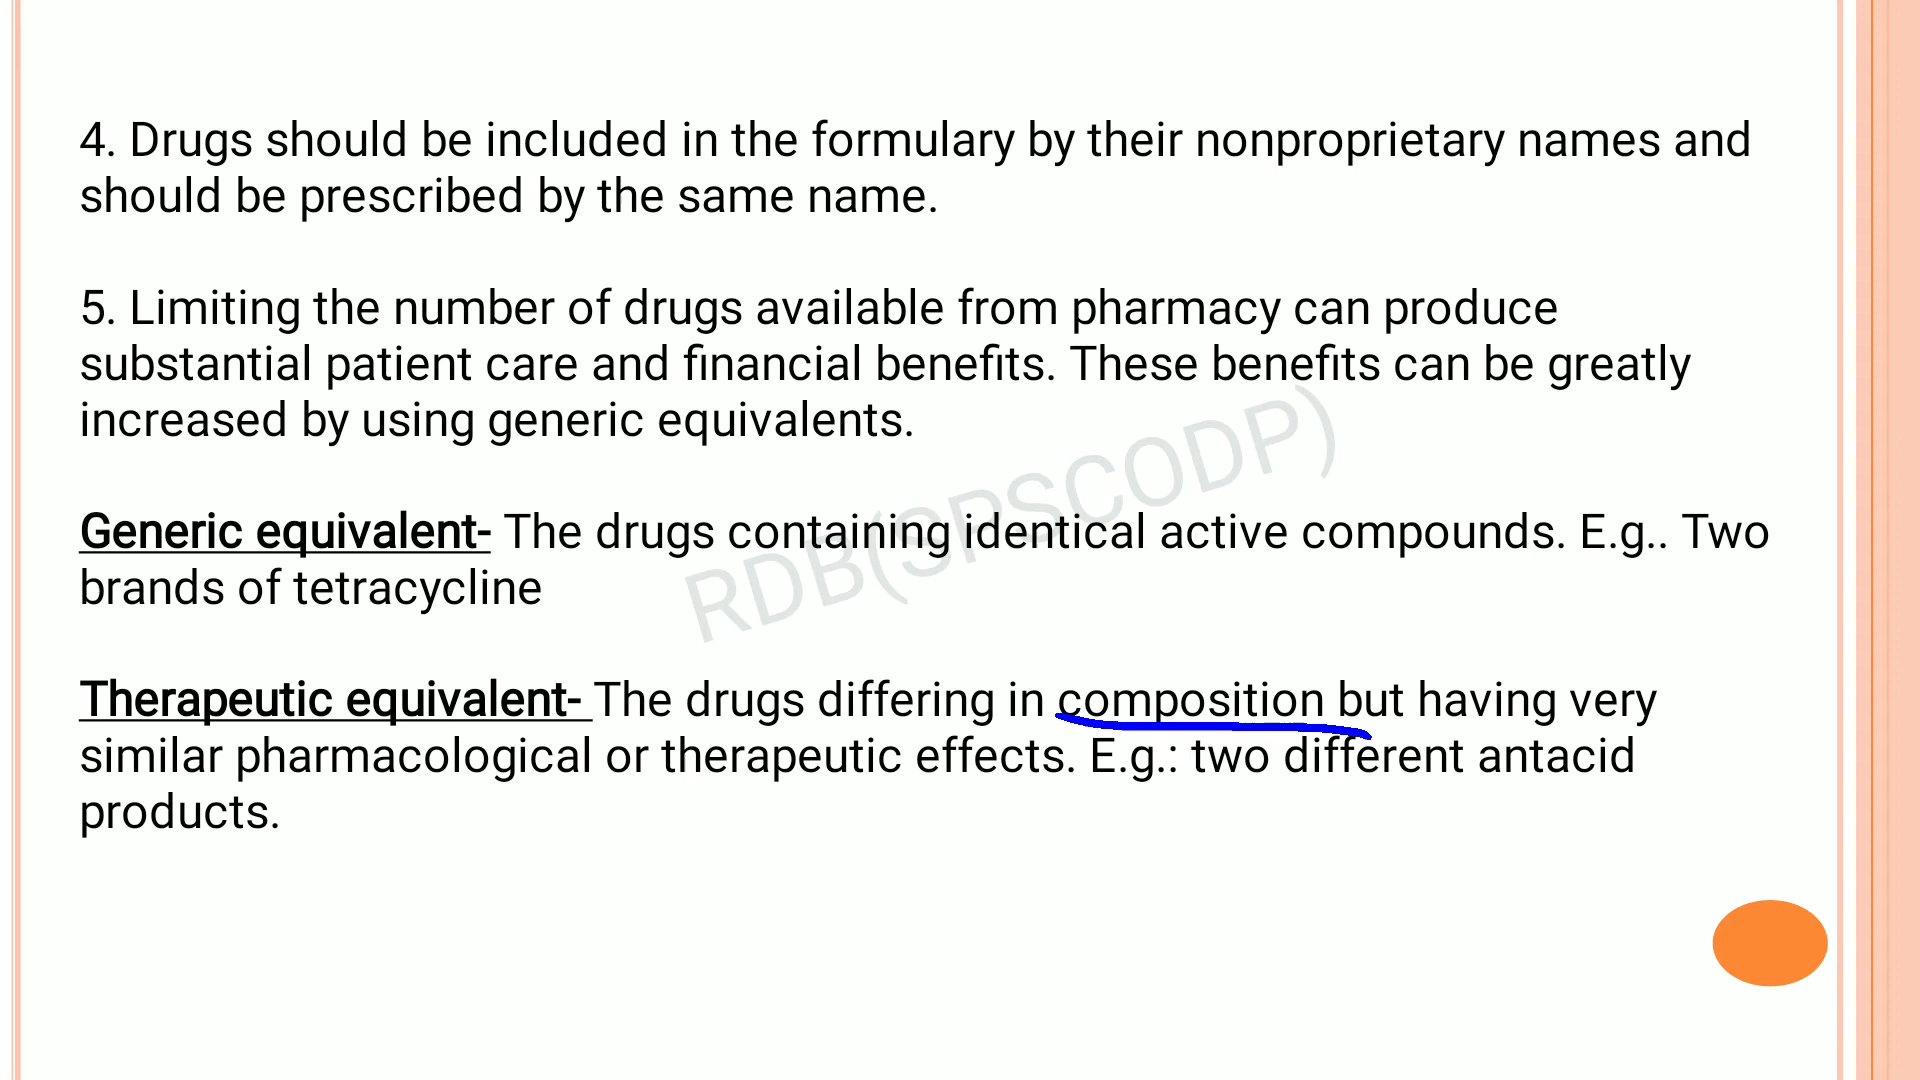 4. Drugs should be included in the formulary by their nonproprietary names and
should be prescribed by the same name.
5. Limiting the number of drugs available from pharmacy can produce
substantial patient care and financial benefits. These benefits can be greatly
increased by using generic equivalents.
Generic equivalent- The drugs containing identical active compounds. E.g.. Two
brands of tetracycline
Therapeutic equivalent- The drugs differing in composition but having very
similar pharmacological or therapeutic effects. E.g.: two different antacid
products.
RDB(SPSCODP)